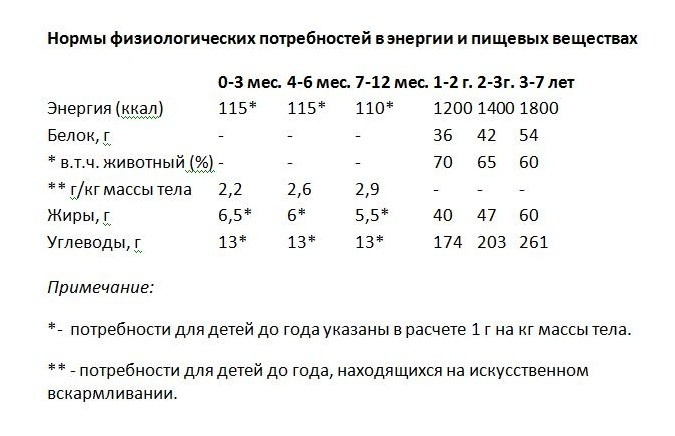 Нормы физиологических потребностей в энергии и пищевых веществах
0-3 мес. 4-6 мес. 7-12 мес. 1-2 г. 2-3г. 3-7 лет
Энергия (ккал) 115* 115* 110* 1200 1400 1800
Белок, г - - - 36 42 54
* в.т.ч. животный (%) - - - 70 65 60
** г/кг массы тела 2,2 2,6 2,9 - - -
Жиры, г 6,5* 6* 5,5* 40 47 60
Углеводы, г 13* 13* 13* 174 203 261
Примечание:
*- потребности для детей до года указаны в расчете 1 г на кг массы тела.
** - потребности для детей до года, находящихся на искусственном
вскармливании.